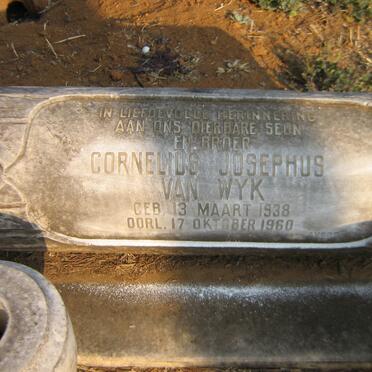 IN LIEFDEVOLLE HERINNERING
AAN ONS DIERBARE SEUN
EN BROER
CORNELIUS JOSEPHUS
VAN WYK
GEB 13 MAART 1938
OORL. 17 OKTOBER 1960